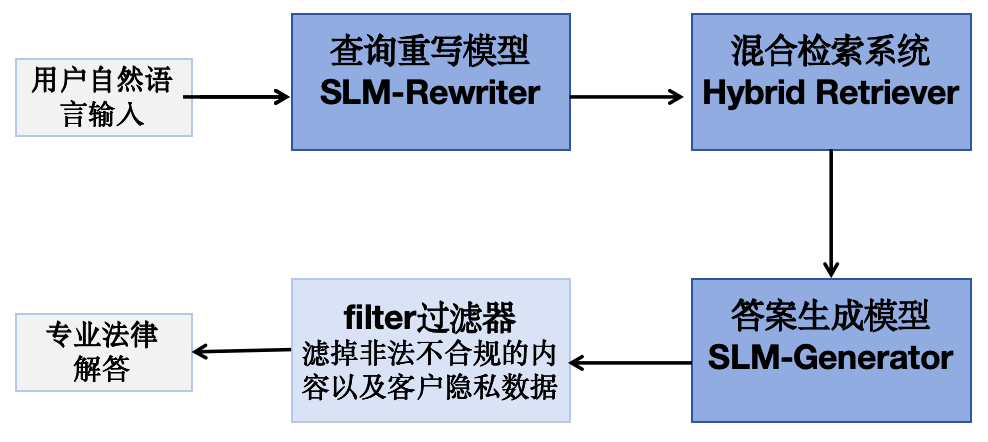 用户自然语
言输入
查询重写模型
SLM-Rewriter
混合检索系统
Hybrid Retriever
答案生成模型
SLM-Generator
filter过滤器
滤掉非法不合规的内
容以及客户隐私数据
专业法律
解答